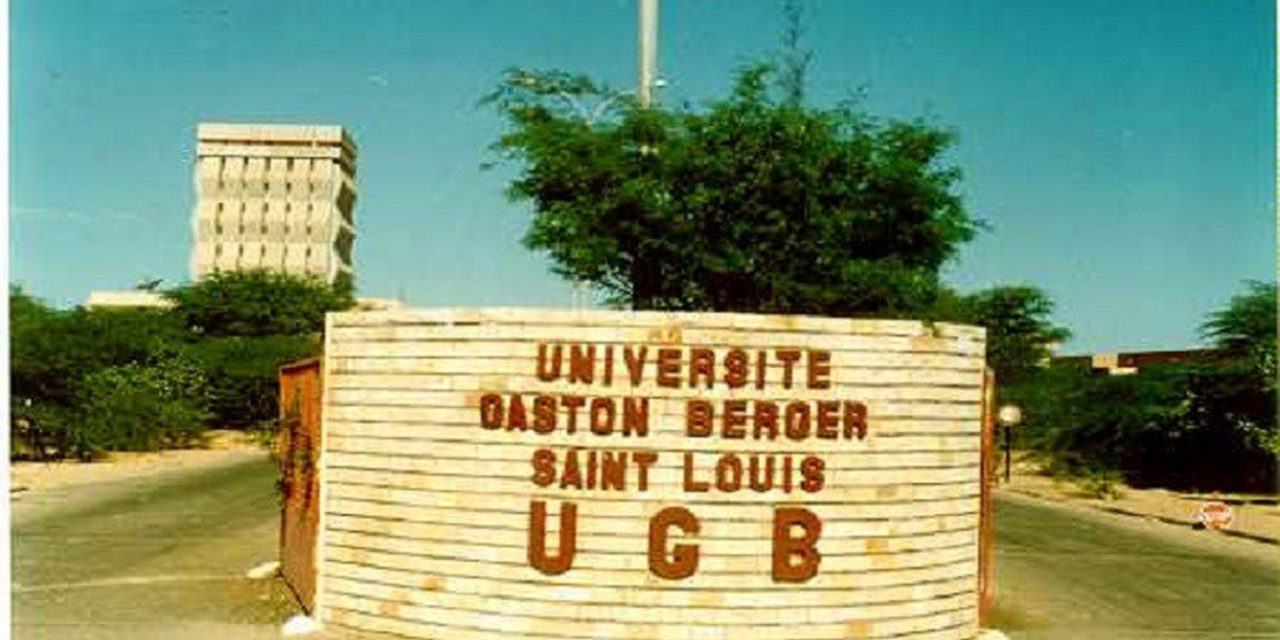 UNIVERSITE
GASTON BERGER
SAINT LOUIS
UGB